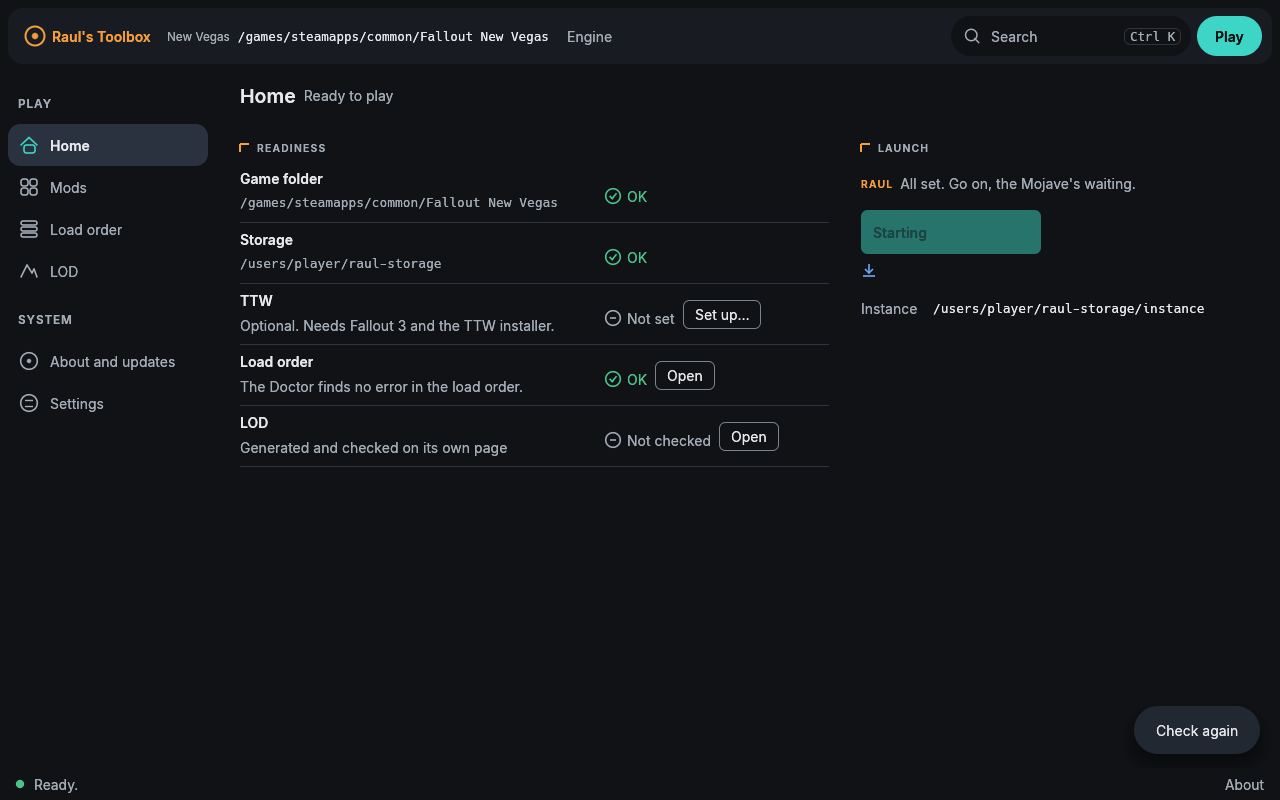 Raul's Toolbox New Vegas /games/steamapps/common/Fallout New Vegas Engine Search Ctrl K Play
PLAY
Home
Mods
Load order
LOD
SYSTEM
About and updates
Settings
Home Ready to play
READINESS
Game folder
/games/steamapps/common/Fallout New Vegas
OK
Storage
/users/player/raul-storage
OK
TTW
Optional. Needs Fallout 3 and the TTW installer.
Not set Set up...
Load order
The Doctor finds no error in the load order.
OK Open
LOD
Generated and checked on its own page
Not checked Open
LAUNCH
RAUL All set. Go on, the Mojave's waiting.
Starting
Instance /users/player/raul-storage/instance
Check again
Ready.
About